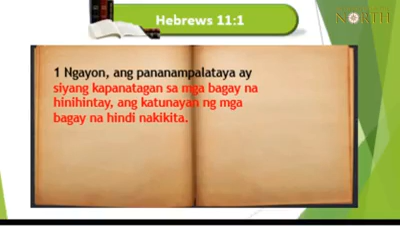 Hebrews 11:1
NORTH
1 Ngayon, ang pananampalataya ay
siyang kapanatagan sa mga bagay na
hinihintay, ang katunayan ng mga
bagay na hindi nakikita.